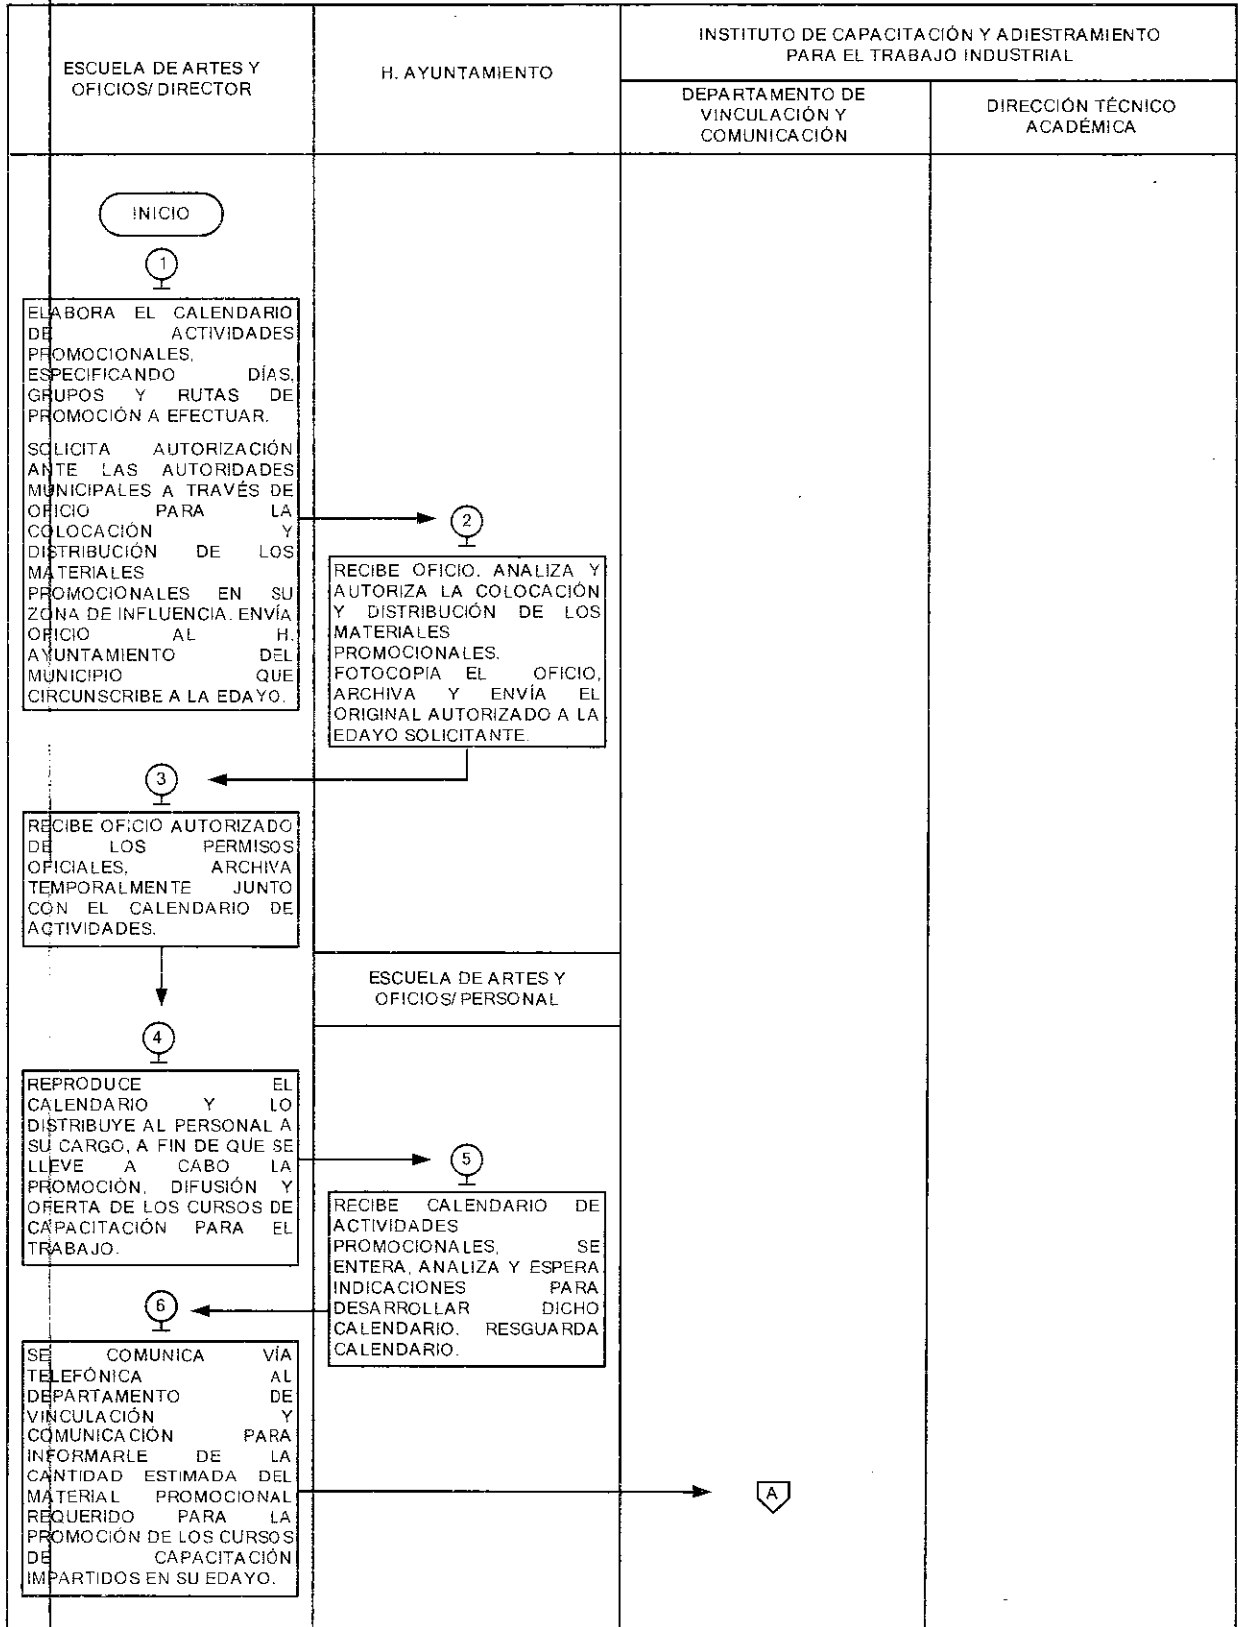 ESCUELA DE ARTES Y
OFICIOS/ DIRECTOR
H. AYUNTAMIENTO
INSTITUTO DE CAPACITACIÓN Y ADIESTRAMIENTO
PARA EL TRABAJO INDUSTRIAL
DEPARTAMENTO DE
VINCULACIÓN Y
COMUNICACIÓN
DIRECCIÓN TÉCNICO
ACADÉMICA
INICIO
1
ELABORA EL CALENDARIO
DE ACTIVIDADES
PROMOCIONALES,
ESPECIFICANDO DÍAS,
GRUPOS Y RUTAS DE
PROMOCIÓN A EFECTUAR.
SOLICITA AUTORIZACIÓN
ANTE LAS AUTORIDADES
MUNICIPALES A TRAVÉS DE
OFICIO PARA LA
COLOCACIÓN Y
DISTRIBUCIÓN DE LOS
MATERIALES
PROMOCIONALES EN SU
ZONA DE INFLUENCIA. ENVÍA
OFICIO AL H.
AYUNTAMIENTO DEL
MUNICIPIO QUE
CIRCUNSCRIBE A LA EDAYO.
2
RECIBE OFICIO. ANALIZA Y
AUTORIZA LA COLOCACIÓN
Y DISTRIBUCIÓN DE LOS
MATERIALES
PROMOCIONALES.
FOTOCOPIA EL OFICIO,
ARCHIVA Y ENVÍA EL
ORIGINAL AUTORIZADO A LA
EDAYO SOLICITANTE.
3
RECIBE OFICIO AUTORIZADO
DE LOS PERMISOS
OFICIALES, ARCHIVA
TEMPORALMENTE JUNTO
CON EL CALENDARIO DE
ACTIVIDADES.
ESCUELA DE ARTES Y
OFICIOS/ PERSONAL
4
REPRODUCE EL
CALENDARIO Y LO
DISTRIBUYE AL PERSONAL A
SU CARGO, A FIN DE QUE SE
LLEVE A CABO LA
PROMOCIÓN, DIFUSIÓN Y
OFERTA DE LOS CURSOS DE
CAPACITACIÓN PARA EL
TRABAJO.
5
RECIBE CALENDARIO DE
ACTIVIDADES
PROMOCIONALES, SE
ENTERA, ANALIZA Y ESPERA
INDICACIONES PARA
DESARROLLAR DICHO
CALENDARIO. RESGUARDA
CALENDARIO.
6
SE COMUNICA VÍA
TELEFÓNICA AL
DEPARTAMENTO DE
VINCULACIÓN Y
COMUNICACIÓN PARA
INFORMARLE DE LA
CANTIDAD ESTIMADA DEL
MATERIAL PROMOCIONAL
REQUERIDO PARA LA
PROMOCIÓN DE LOS CURSOS
DE CAPACITACIÓN
IMPARTIDOS EN SU EDAYO.
A